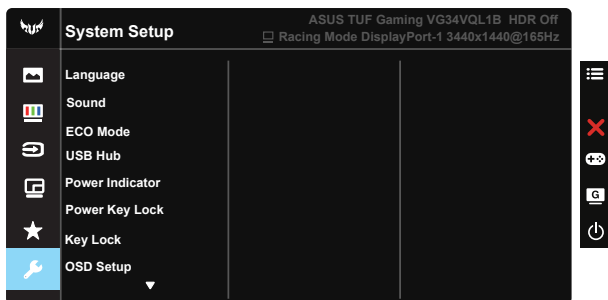 System Setup
ASUS TUF Gaming VG34VQL1B HDR Off
Racing Mode DisplayPort-1 3440x1440@165Hz
Language
Sound
ECO Mode
USB Hub
Power Indicator
Power Key Lock
Key Lock
OSD Setup
G